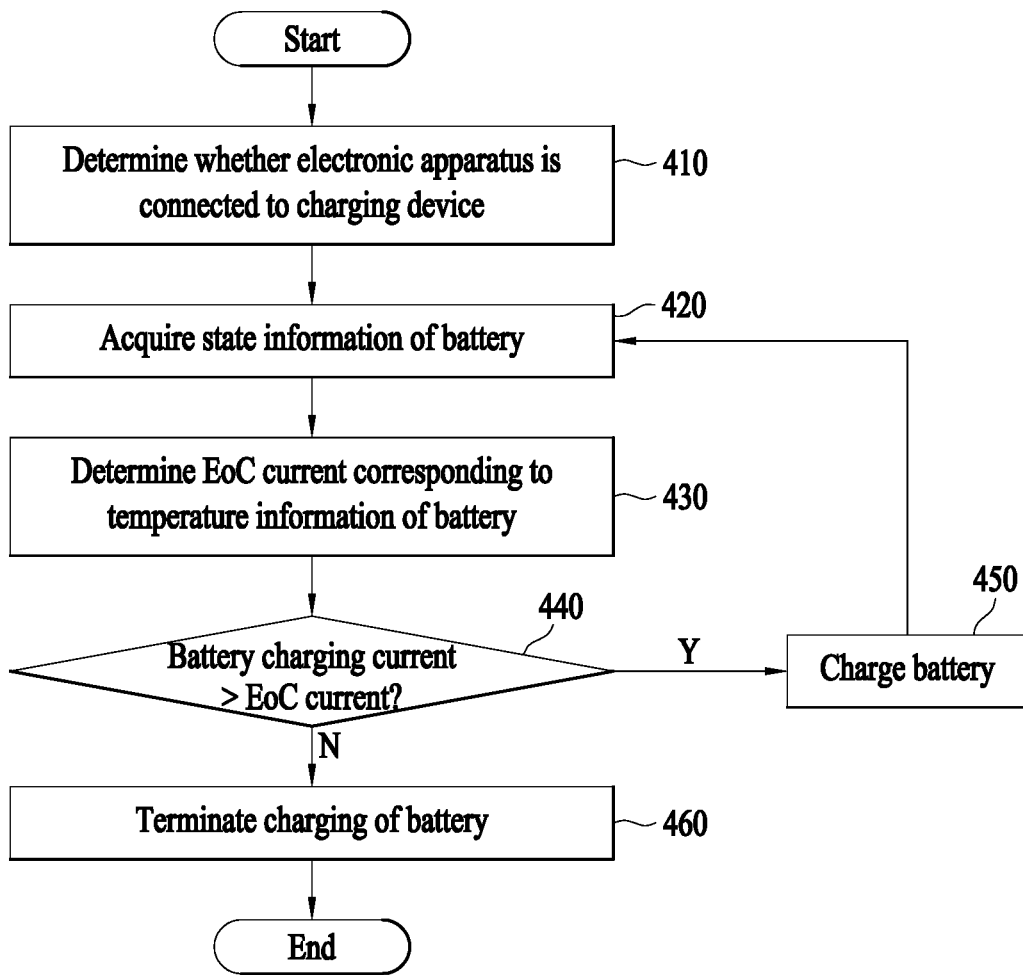 Start
Determine whether electronic apparatus is
connected to charging device
410
420
Acquire state information of battery
Determine EoC current corresponding to
temperature information of battery
430
440
450
Battery charging current
> EoC current?
Y
Charge battery
N
Terminate charging of battery
460
End